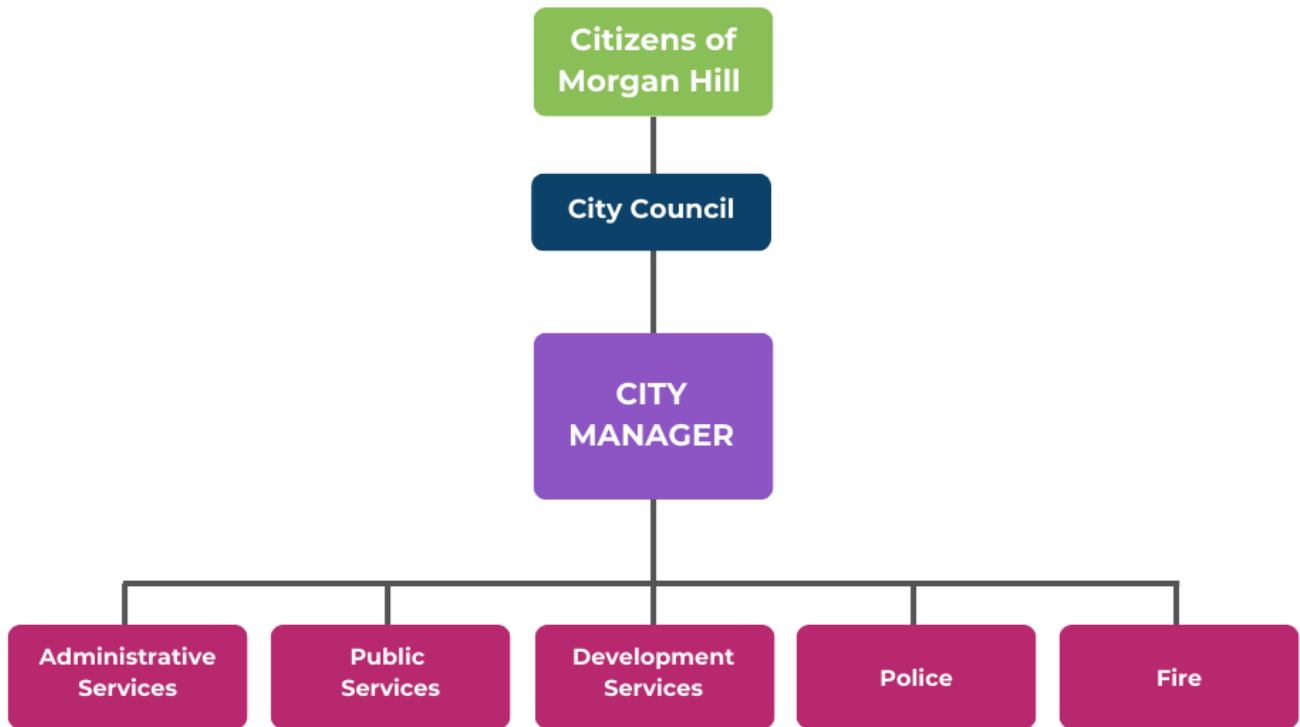 Citizens of
Morgan Hill
City Council
CITY
MANAGER
Administrative
Services
Public
Services
Development
Services
Police
Fire